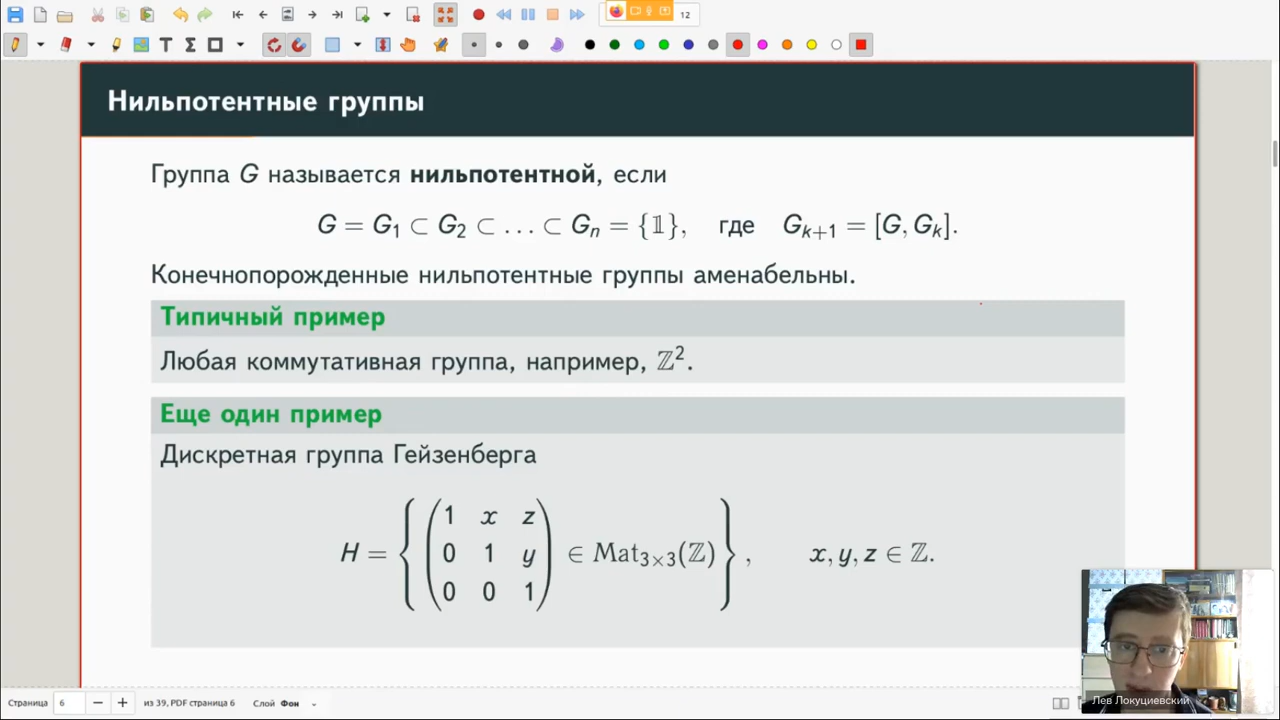 12
Нильпотентные группы
Группа G называется нильпотентной, если
G = G₁ ⊂ G₂ ⊂ … ⊂ Gₙ = {𝟙}, где Gₖ₊₁ = [G, Gₖ].
Конечнопорожденные нильпотентные группы аменабельны.
Типичный пример
Любая коммутативная группа, например, ℤ².
Еще один пример
Дискретная группа Гейзенберга
H = { ( 1 x z
0 1 y
0 0 1 ) ∈ Mat₃ₓ₃(ℤ) } , x, y, z ∈ ℤ.
Лев Локуциевский
Страница 6 из 39, PDF страница 6 Слой Фон